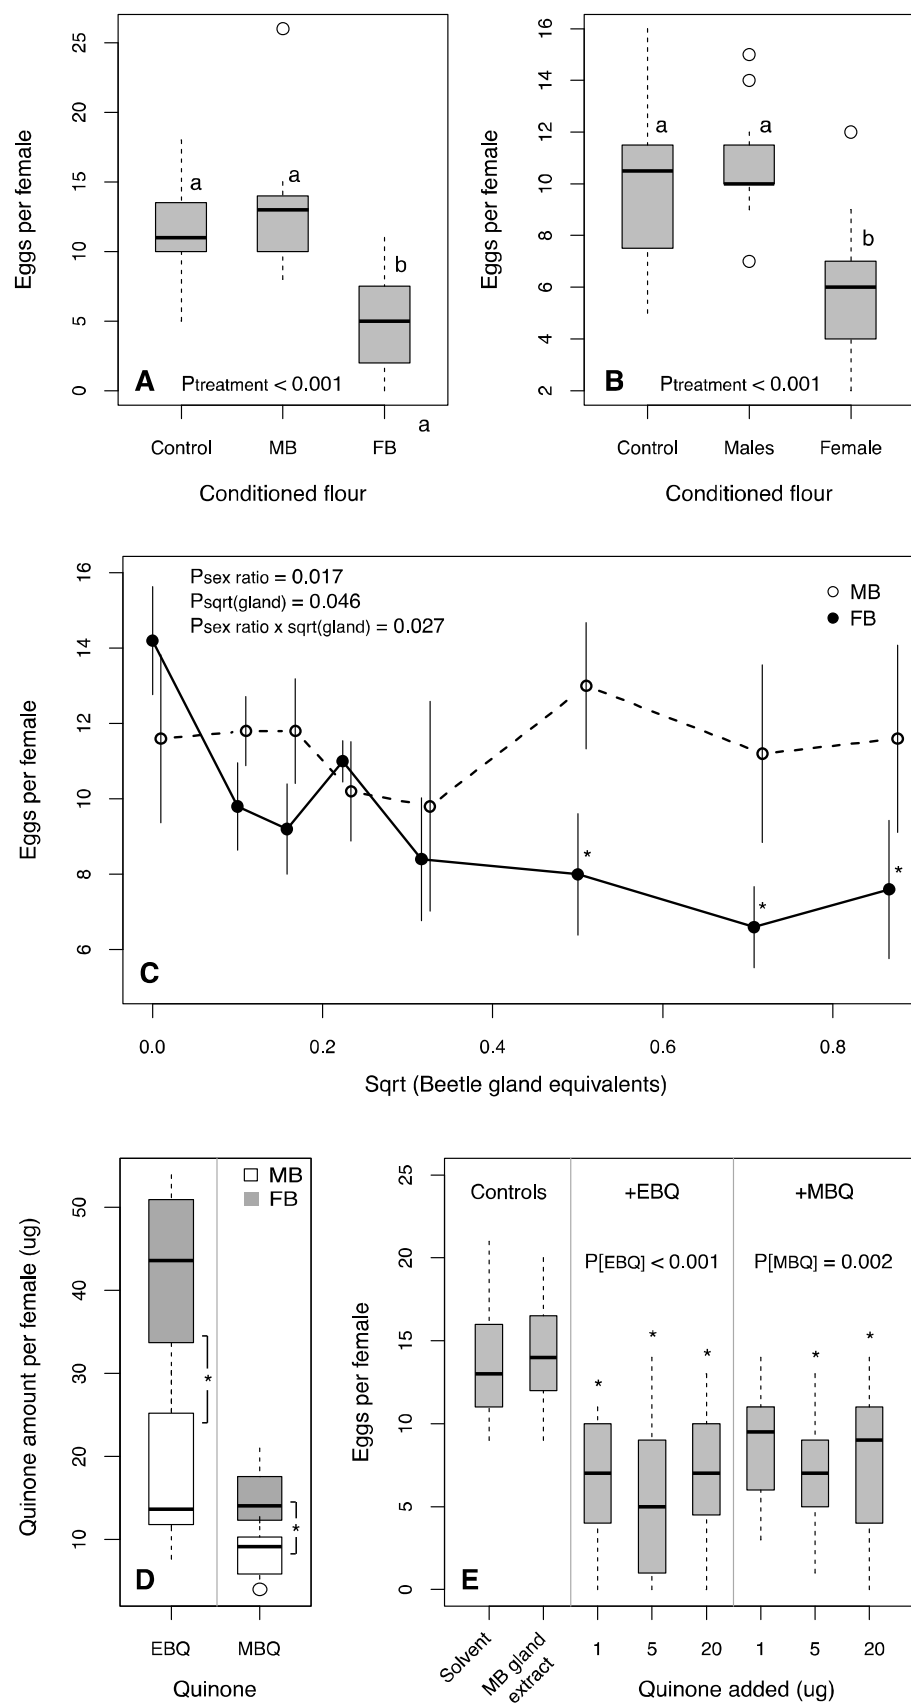 Eggs per female
25
20
15
10
5
0
a
a
b
A
Ptreatment < 0.001
a
Control
MB
FB
Conditioned flour
Eggs per female
16
14
12
10
8
6
4
2
a
a
b
B
Ptreatment < 0.001
Control
Males
Female
Conditioned flour
Eggs per female
16
14
12
10
8
6
Psex ratio = 0.017
Psqrt(gland) = 0.046
Psex ratio x sqrt(gland) = 0.027
MB
FB
*
*
*
C
0.0
0.2
0.4
0.6
0.8
Sqrt (Beetle gland equivalents)
Quinone amount per female (ug)
50
40
30
20
10
MB
FB
*
*
D
EBQ
MBQ
Quinone
Eggs per female
25
20
15
10
5
0
Controls
+EBQ
+MBQ
P[EBQ] < 0.001
P[MBQ] = 0.002
*
*
*
*
*
E
Solvent
MB gland
extract
1
5
20
1
5
20
Quinone added (ug)